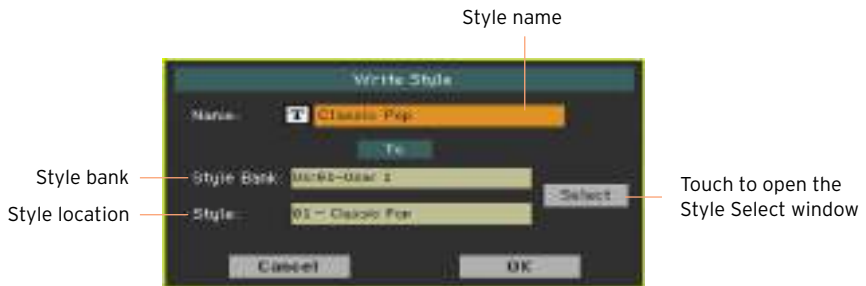 Style name
Write Style
Name: T Classic Pop
To
Style Bank: Usr01-User 1
Select
Style: 01 - Classic Pop
Cancel OK
Style bank
Style location
Touch to open the
Style Select window